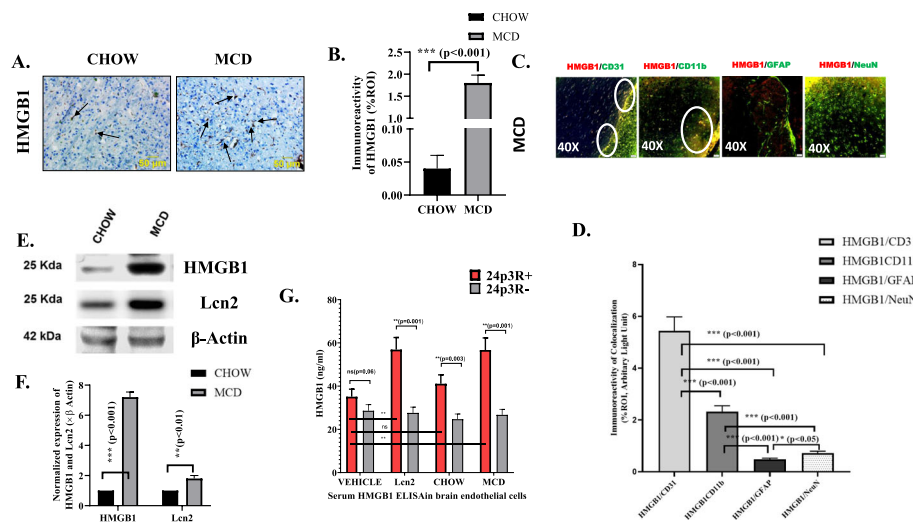 CHOW
MCD
A.
CHOW
MCD
HMGB1
50 µm
50 µm
B.
*** (p<0.001)
Immunoreactivity
of HMGB1 (%ROI)
2.5
2.0
1.5
1.0
0.05
0.00
CHOW
MCD
C.
HMGB1/CD31
HMGB1/CD11b
HMGB1/GFAP
HMGB1/NeuN
MCD
40X
40X
40X
40X
E.
CHOW
MCD
25 Kda
HMGB1
25 Kda
Lcn2
42 kDa
β-Actin
F.
CHOW
MCD
Normalized expression of
HMGB1 and Lcn2 (× β Actin)
10
8
6
4
2
0
*** (p<0.001)
**(p<0.01)
HMGB1
Lcn2
G.
24p3R+
24p3R-
HMGB1 (ng/ml)
80
60
40
20
0
ns(p=0.06)
**(p=0.001)
**(p=0.003)
**(p=0.001)
**
ns
**
VEHICLE
Lcn2
CHOW
MCD
Serum HMGB1 ELISAin brain endothelial cells
D.
HMGB1/CD3
HMGB1CD11
HMGB1/GFAP
HMGB1/NeuN
Immunoreactivity of Colocalization
(%ROI, Arbitary Light Unit)
8
6
4
2
0
*** (p<0.001)
*** (p<0.001)
*** (p<0.001)
*** (p<0.001)
*** (p<0.001)
* (p<0.05)
HMGB1/CD31
HMGB1CD11b
HMGB1/GFAP
HMGB1/NeuN